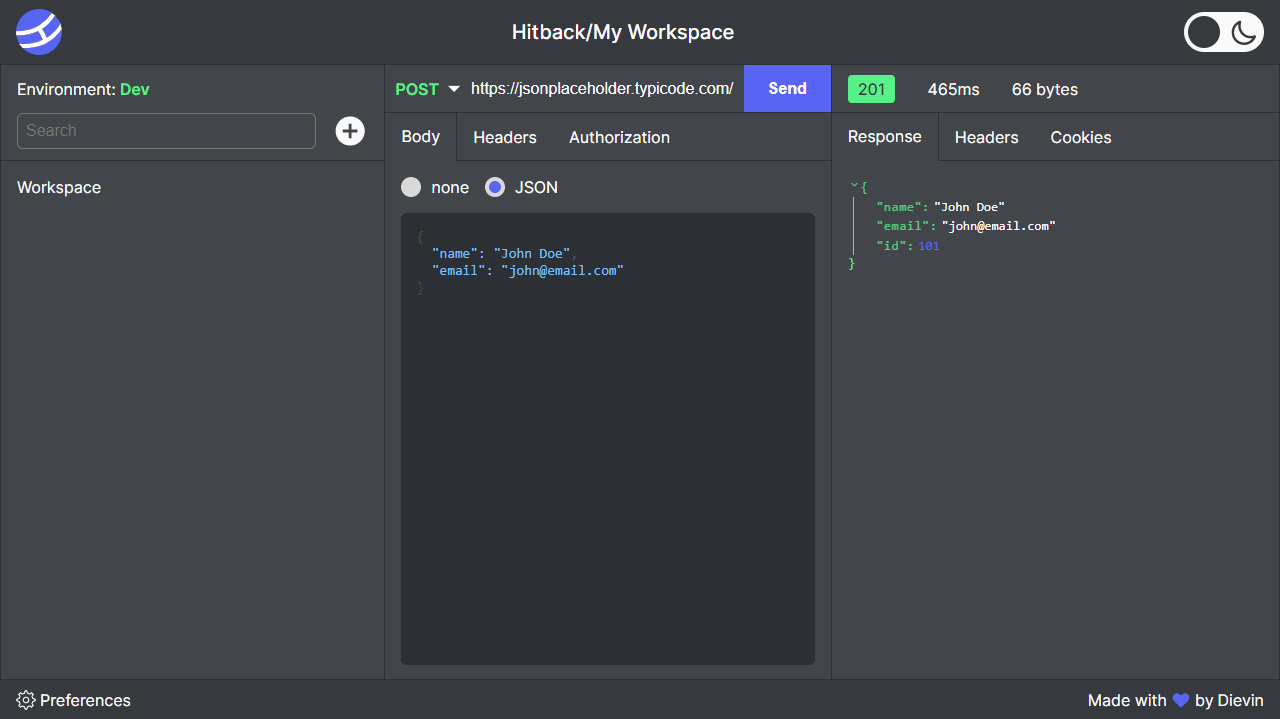 Hitback/My Workspace
Environment: Dev
Search
Workspace
POST
https://jsonplaceholder.typicode.com/
Send
Body
Headers
Authorization
none
JSON
{
"name": "John Doe",
"email": "john@email.com"
}
201
465ms
66 bytes
Response
Headers
Cookies
{
"name": "John Doe"
"email": "john@email.com"
"id": 101
}
Preferences
Made with 💙 by Dievin